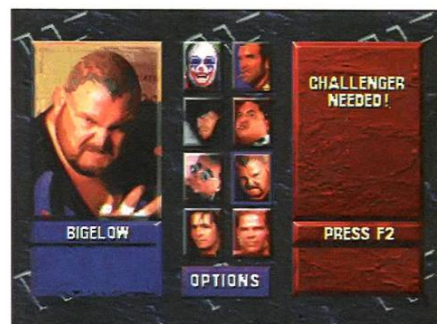 CHALLENGER
NEEDED!
BIGELOW
PRESS F2
OPTIONS